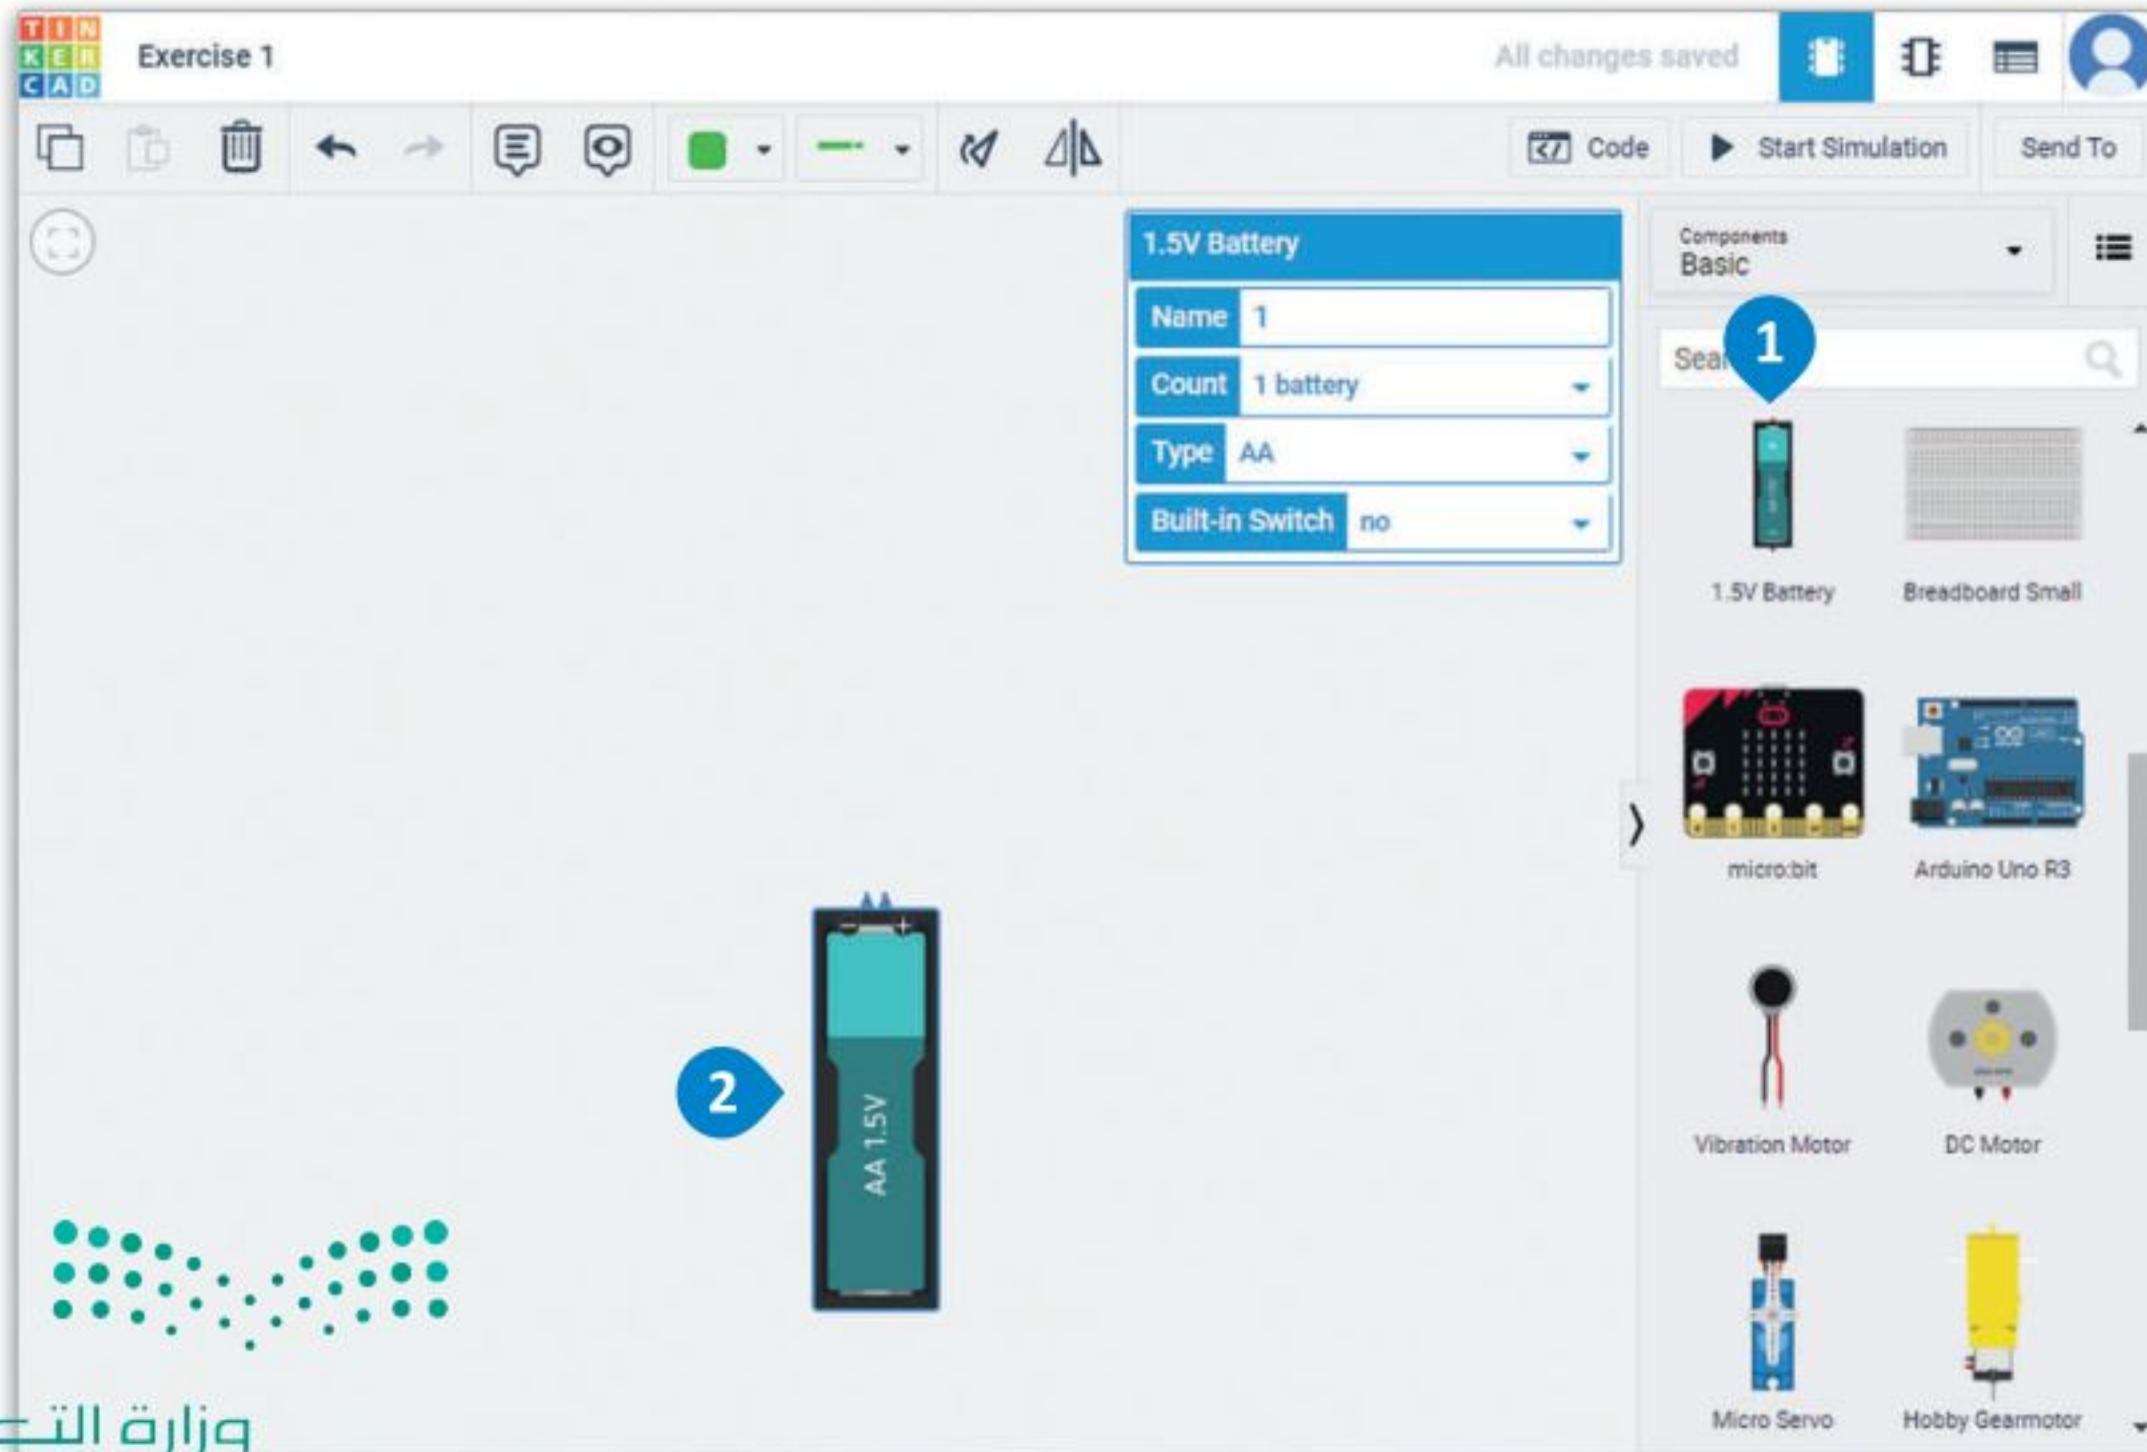 TIN
KER
CAD
Exercise 1
All changes saved
Code
Start Simulation
Send To
1.5V Battery
Name 1
Count 1 battery
Type AA
Built-in Switch no
Components
Basic
1
1.5V Battery
Breadboard Small
micro:bit
Arduino Uno R3
Vibration Motor
DC Motor
Micro Servo
Hobby Gearmotor
2
AA 1.5V
وزارة